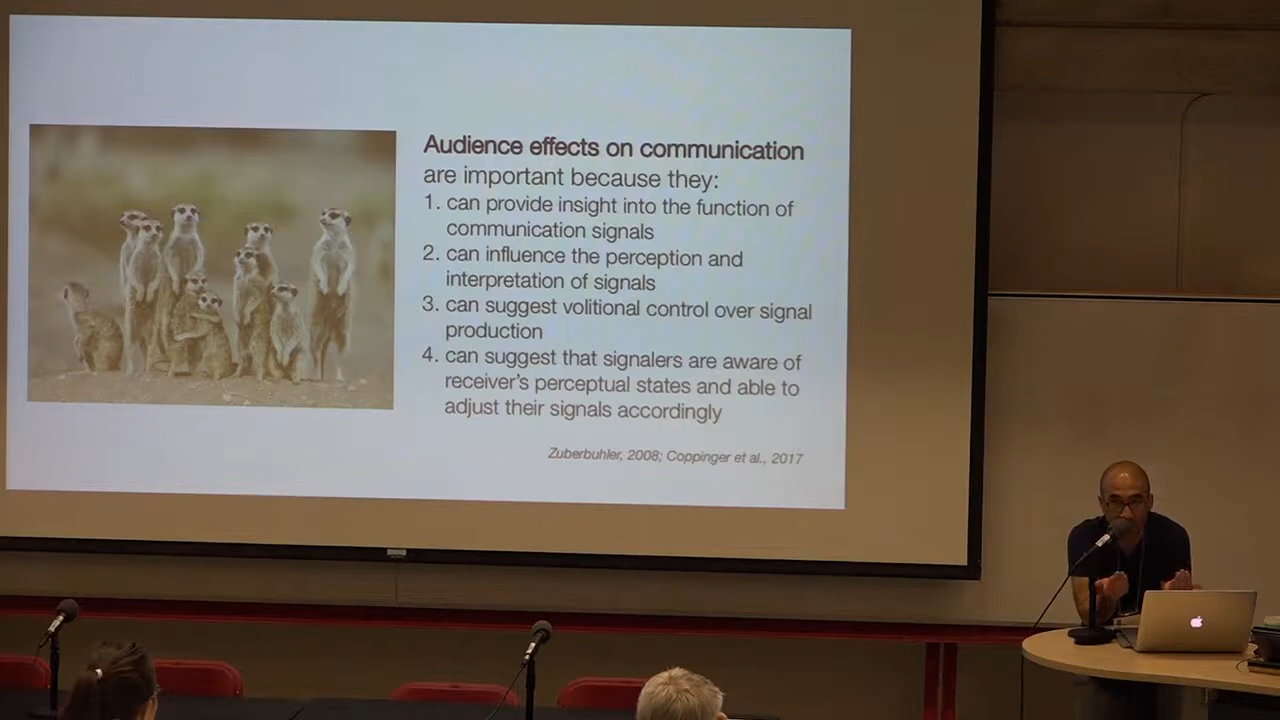 Audience effects on communication
are important because they:
1. can provide insight into the function of
communication signals
2. can influence the perception and
interpretation of signals
3. can suggest volitional control over signal
production
4. can suggest that signalers are aware of
receiver's perceptual states and able to
adjust their signals accordingly
Zuberbuhler, 2008; Coppinger et al., 2017